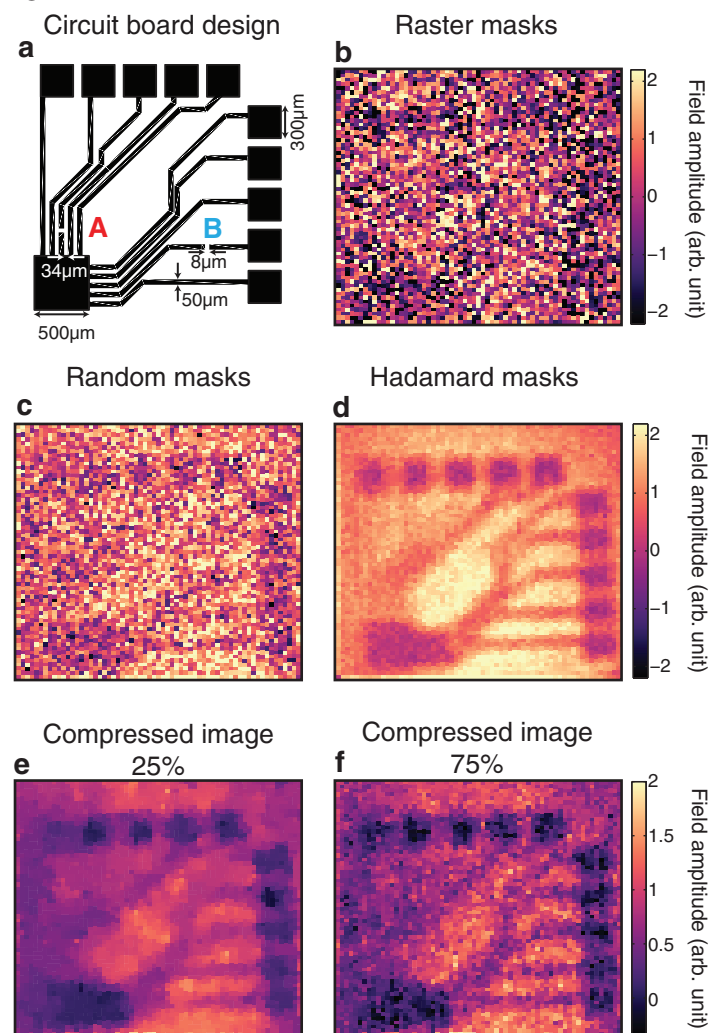 Circuit board design
Raster masks
a
b
300µm
A
B
34µm
8µm
50µm
500µm
2
1
0
−1
−2
Field amplitude (arb. unit)
Random masks
Hadamard masks
c
d
2
1
0
−1
−2
Field amplitude (arb. unit)
Compressed image
25%
Compressed image
75%
e
f
2
1.5
1
0.5
0
Field ampltiude (arb. unit)